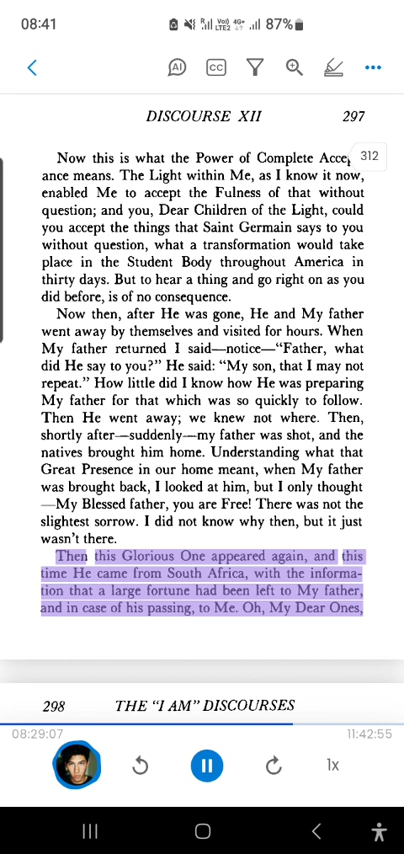 08:41
R Vo)) LTE2 4G+ 87%
AI CC
DISCOURSE XII 297
312
Now this is what the Power of Complete Accep
ance means. The Light within Me, as I know it now,
enabled Me to accept the Fulness of that without
question; and you, Dear Children of the Light, could
you accept the things that Saint Germain says to you
without question, what a transformation would take
place in the Student Body throughout America in
thirty days. But to hear a thing and go right on as you
did before, is of no consequence.
Now then, after He was gone, He and My father
went away by themselves and visited for hours. When
My father returned I said—notice—“Father, what
did He say to you?” He said: “My son, that I may not
repeat.” How little did I know how He was preparing
My father for that which was so quickly to follow.
Then He went away; we knew not where. Then,
shortly after—suddenly—my father was shot, and the
natives brought him home. Understanding what that
Great Presence in our home meant, when My father
was brought back, I looked at him, but I only thought
—My Blessed father, you are Free! There was not the
slightest sorrow. I did not know why then, but it just
wasn't there.
Then this Glorious One appeared again, and this
time He came from South Africa, with the informa-
tion that a large fortune had been left to My father,
and in case of his passing, to Me. Oh, My Dear Ones,
298 THE “I AM” DISCOURSES
08:29:07 11:42:55
1x